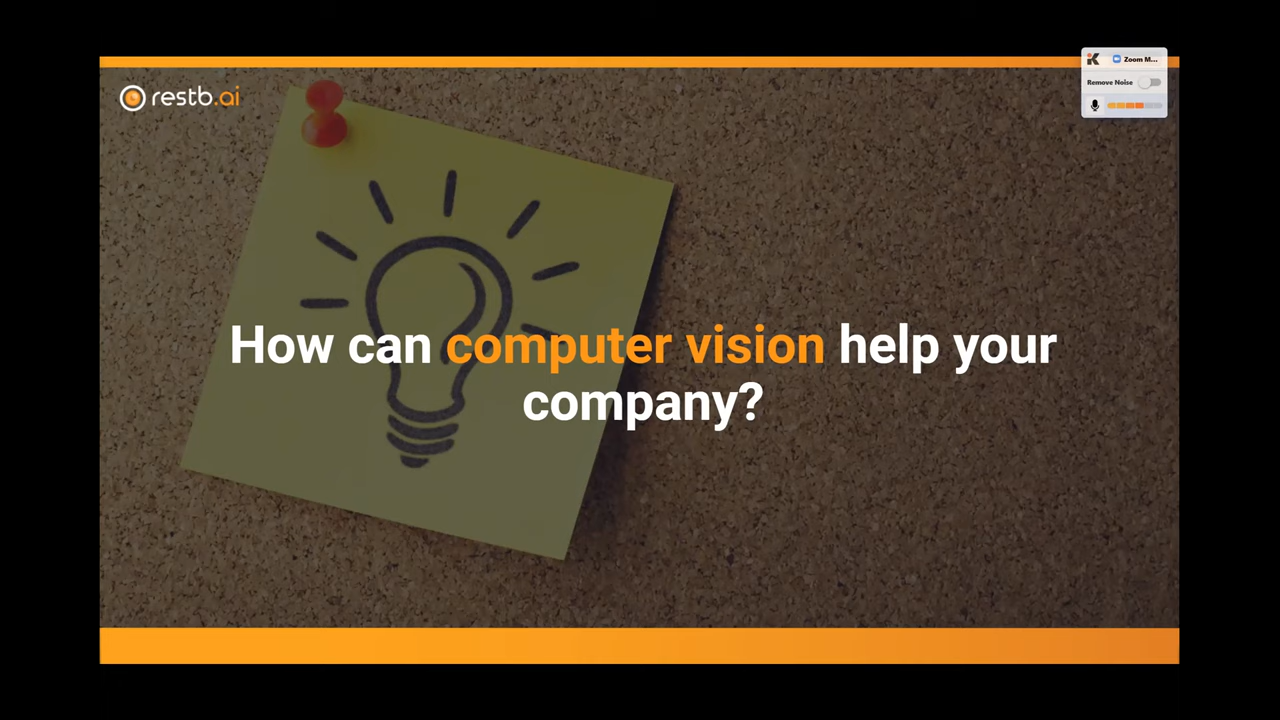 restb.ai
Zoom M...
Remove Noise
How can computer vision help your
company?